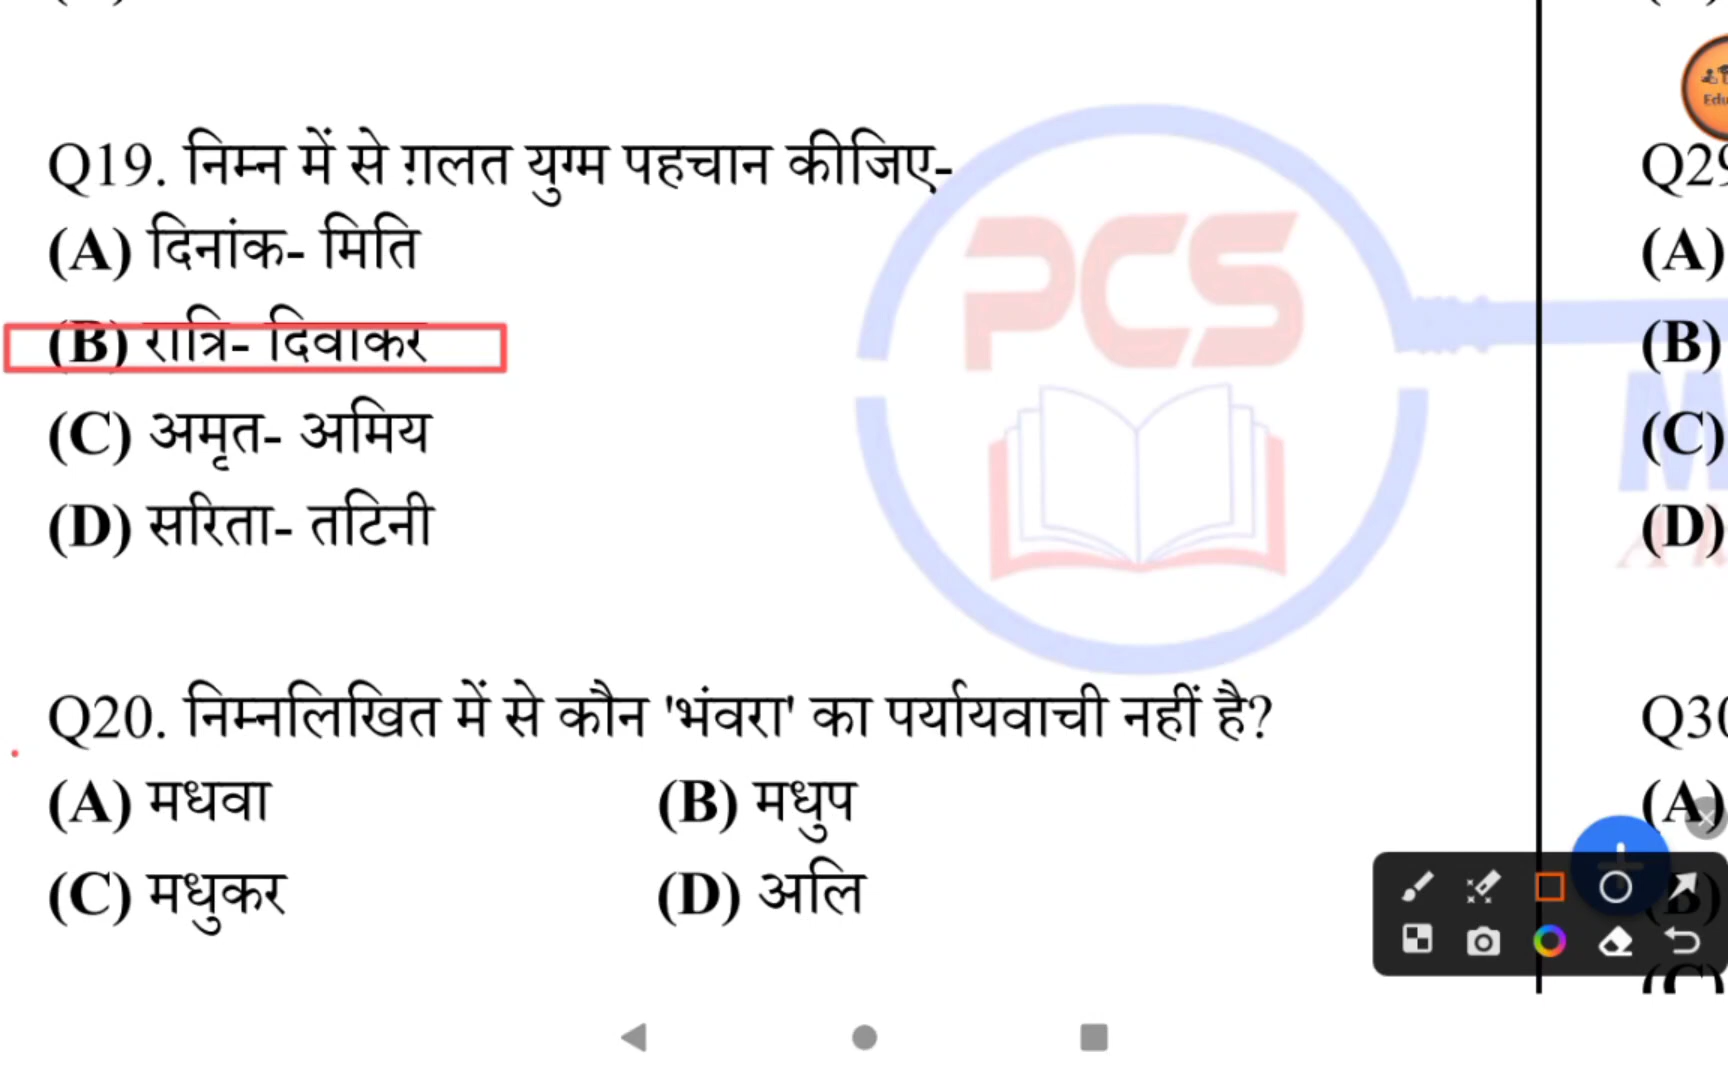 Q19. निम्न में से ग़लत युग्म पहचान कीजिए-
(A) दिनांक- मिति
(B) रात्रि- दिवाकर
(C) अमृत- अमिय
(D) सरिता- तटिनी
PCS
Q20. निम्नलिखित में से कौन 'भंवरा' का पर्यायवाची नहीं है?
(A) मधवा
(B) मधुप
(C) मधुकर
(D) अलि
Edu
(A)
(B)
(C)
(D)
(A)
(B)
(C)